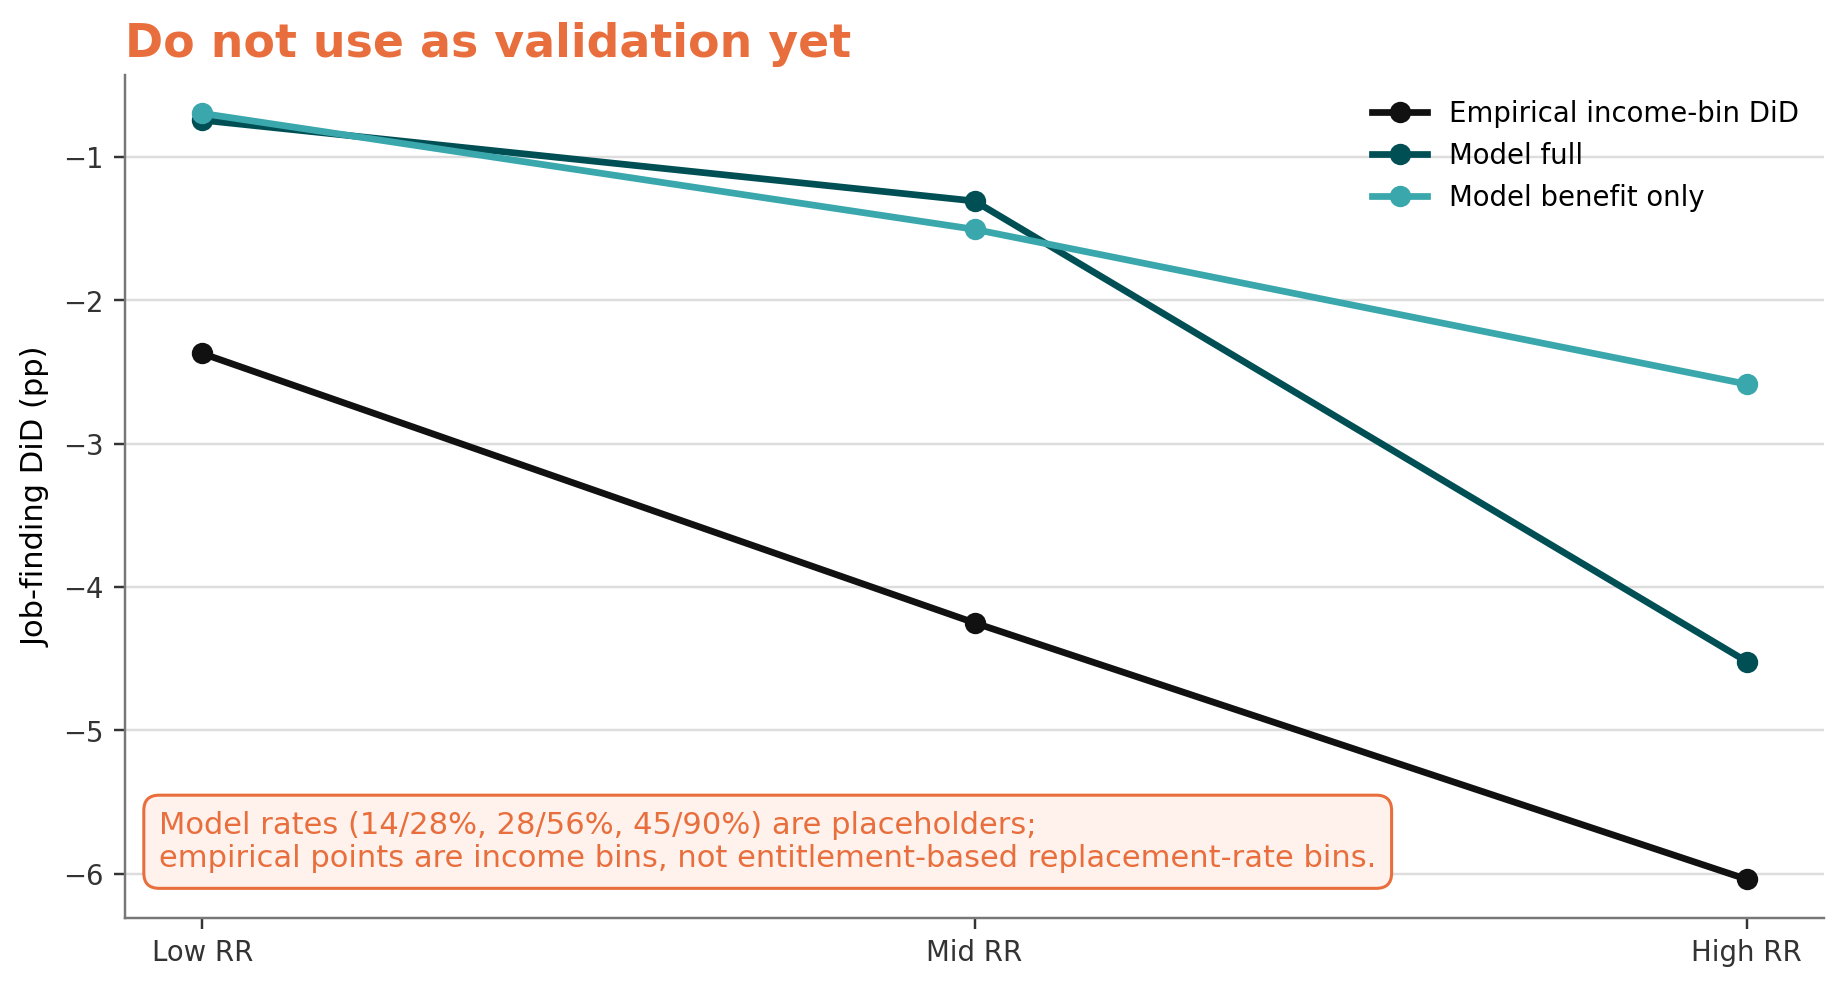 Do not use as validation yet
Empirical income-bin DiD
Model full
Model benefit only
Job-finding DiD (pp)
−1
−2
−3
−4
−5
−6
Model rates (14/28%, 28/56%, 45/90%) are placeholders;
empirical points are income bins, not entitlement-based replacement-rate bins.
Low RR
Mid RR
High RR